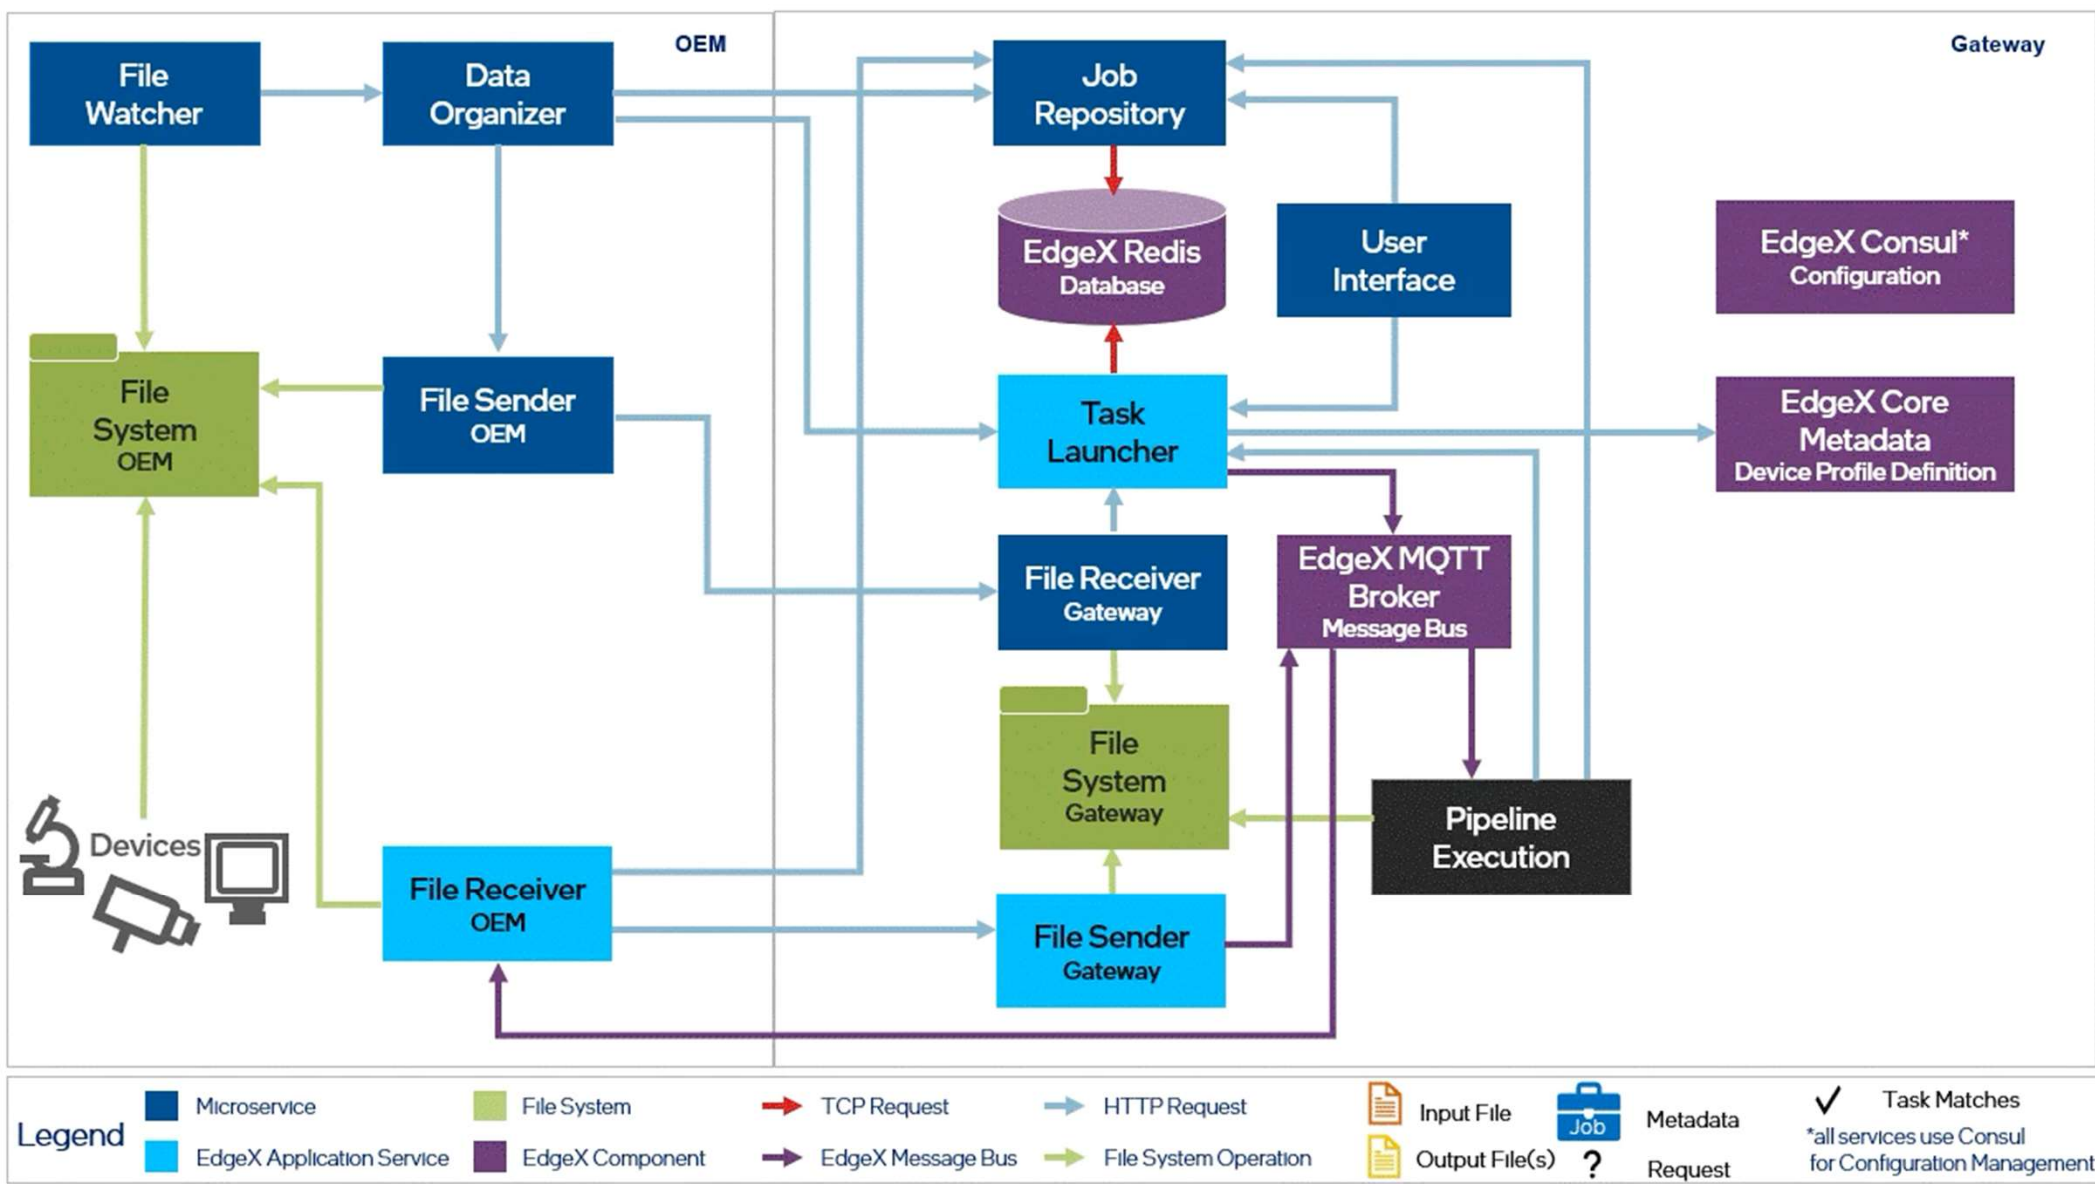 OEM
Gateway
File
Watcher
Data
Organizer
Job
Repository
EdgeX Redis
Database
User
Interface
EdgeX Consul*
Configuration
File
System
OEM
File Sender
OEM
Task
Launcher
EdgeX Core
Metadata
Device Profile Definition
File Receiver
Gateway
EdgeX MQTT
Broker
Message Bus
File
System
Gateway
Pipeline
Execution
Devices
File Receiver
OEM
File Sender
Gateway
Legend
Microservice
File System
TCP Request
HTTP Request
Input File
Job
Metadata
Task Matches
EdgeX Application Service
EdgeX Component
EdgeX Message Bus
File System Operation
Output File(s)
?
Request
*all services use Consul
for Configuration Management